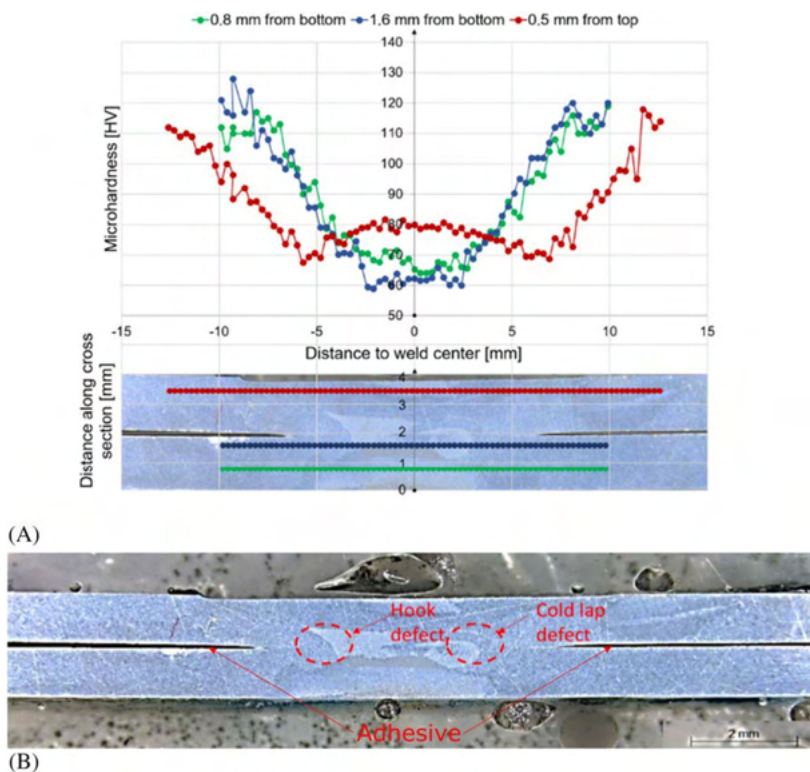 0.8 mm from bottom 1.6 mm from bottom 0.5 mm from top
Microhardness [HV]
140
130
120
110
100
90
80
70
60
50
-15 -10 -5 0 5 10 15
Distance to weld center [mm]
Distance along cross
section [mm]
4
3
2
1
0
(A)
Hook
defect
Cold lap
defect
Adhesive
2 mm
(B)